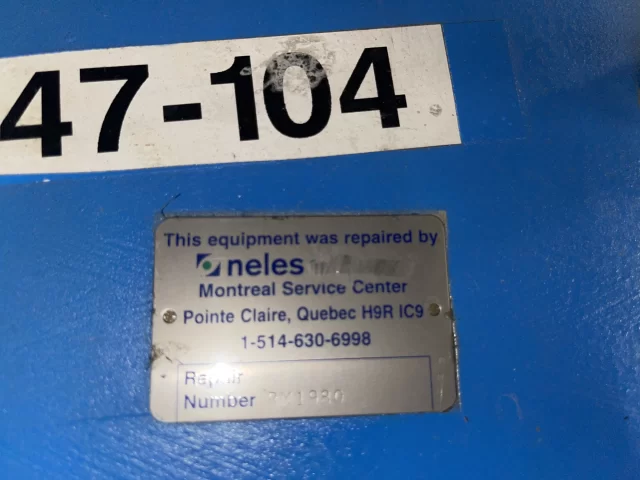 47-104
This equipment was repaired by
neles
Montreal Service Center
Pointe Claire, Quebec H9R IC9
1-514-630-6998
Repair
Number